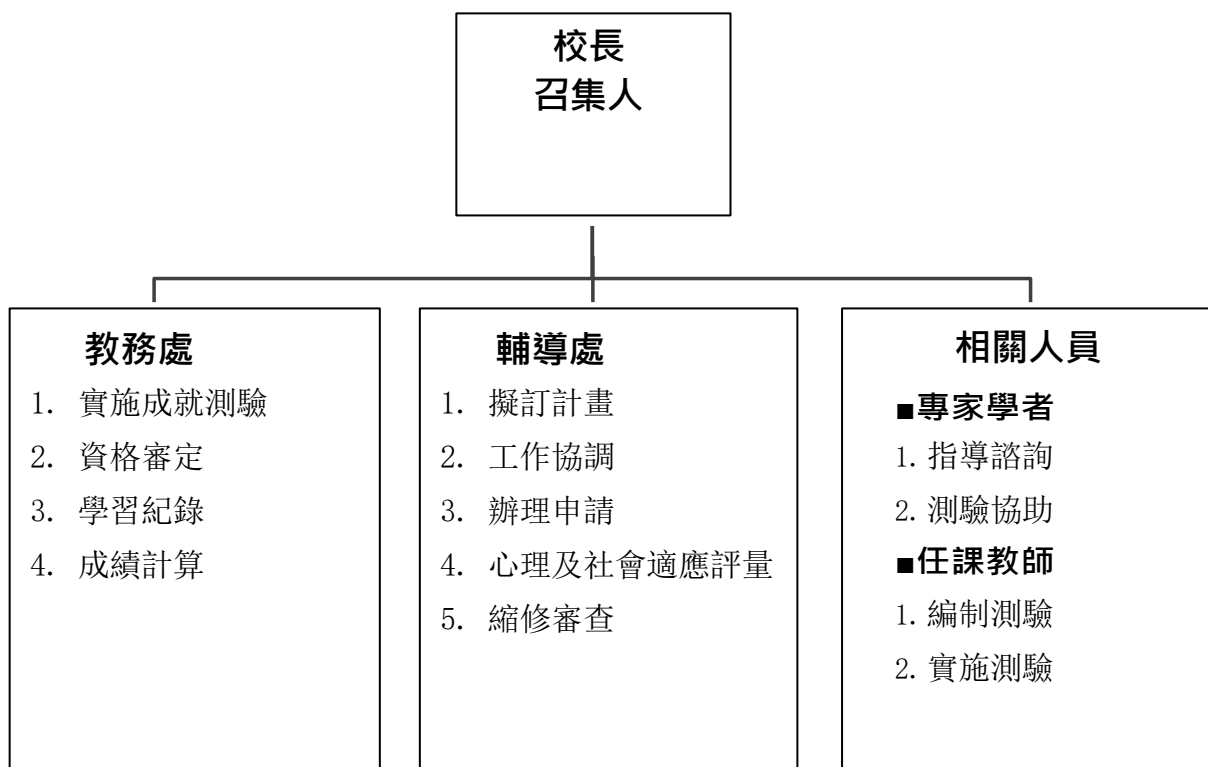 校長
召集人
教務處
1. 實施成就測驗
2. 資格審定
3. 學習紀錄
4. 成績計算
輔導處
1. 擬訂計畫
2. 工作協調
3. 辦理申請
4. 心理及社會適應評量
5. 縮修審查
相關人員
■專家學者
1. 指導諮詢
2. 測驗協助
■任課教師
1. 編制測驗
2. 實施測驗